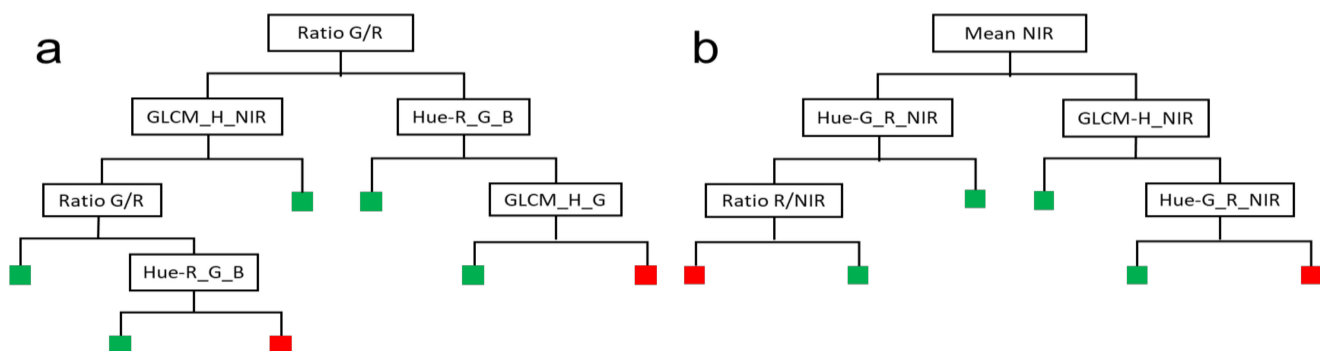 a
Ratio G/R
GLCM_H_NIR
Hue-R_G_B
Ratio G/R
GLCM_H_G
Hue-R_G_B
b
Mean NIR
Hue-G_R_NIR
GLCM-H_NIR
Ratio R/NIR
Hue-G_R_NIR